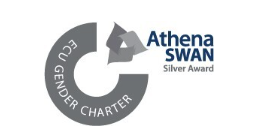 ECU GENDER CHARTER
Athena
SWAN
Silver Award